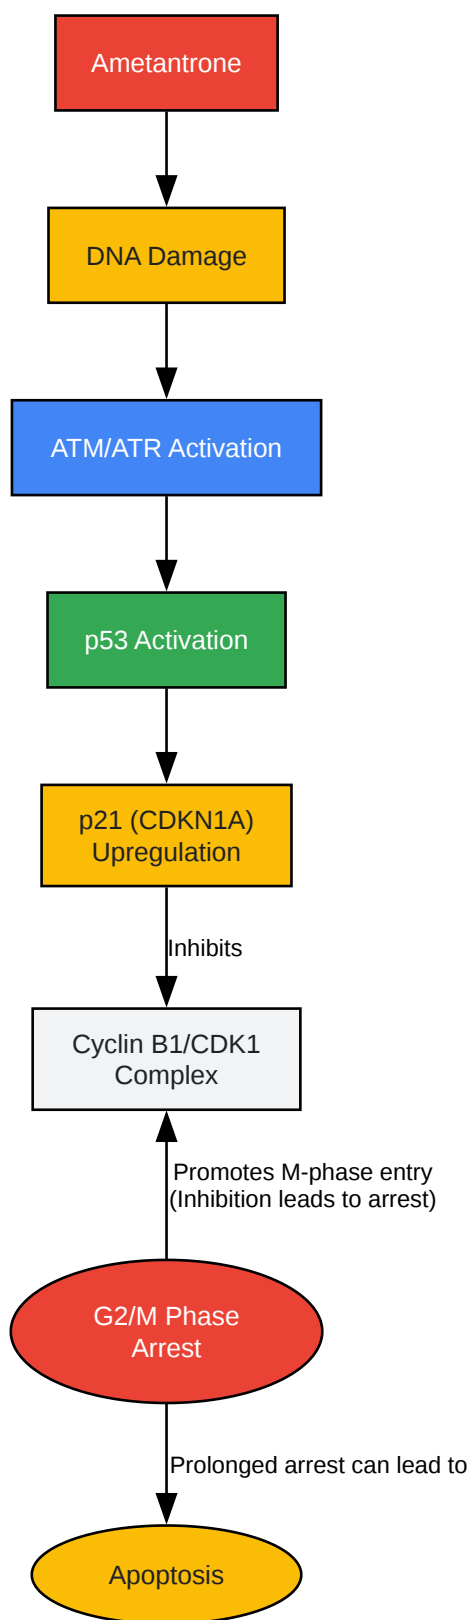 Ametantrone
DNA Damage
ATM/ATR Activation
p53 Activation
p21 (CDKN1A)
Upregulation
Inhibits
Cyclin B1/CDK1
Complex
Promotes M-phase entry
(Inhibition leads to arrest)
G2/M Phase
Arrest
Prolonged arrest can lead to
Apoptosis